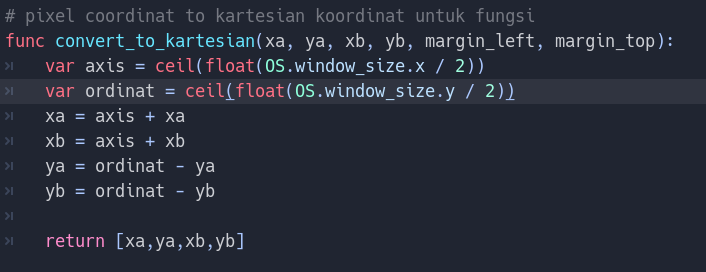 # pixel coordinat to kartesian koordinat untuk fungsi
func convert_to_kartesian(xa, ya, xb, yb, margin_left, margin_top):
var axis = ceil(float(OS.window_size.x / 2))
var ordinat = ceil(float(OS.window_size.y / 2))
xa = axis + xa
xb = axis + xb
ya = ordinat - ya
yb = ordinat - yb
return [xa,ya,xb,yb]